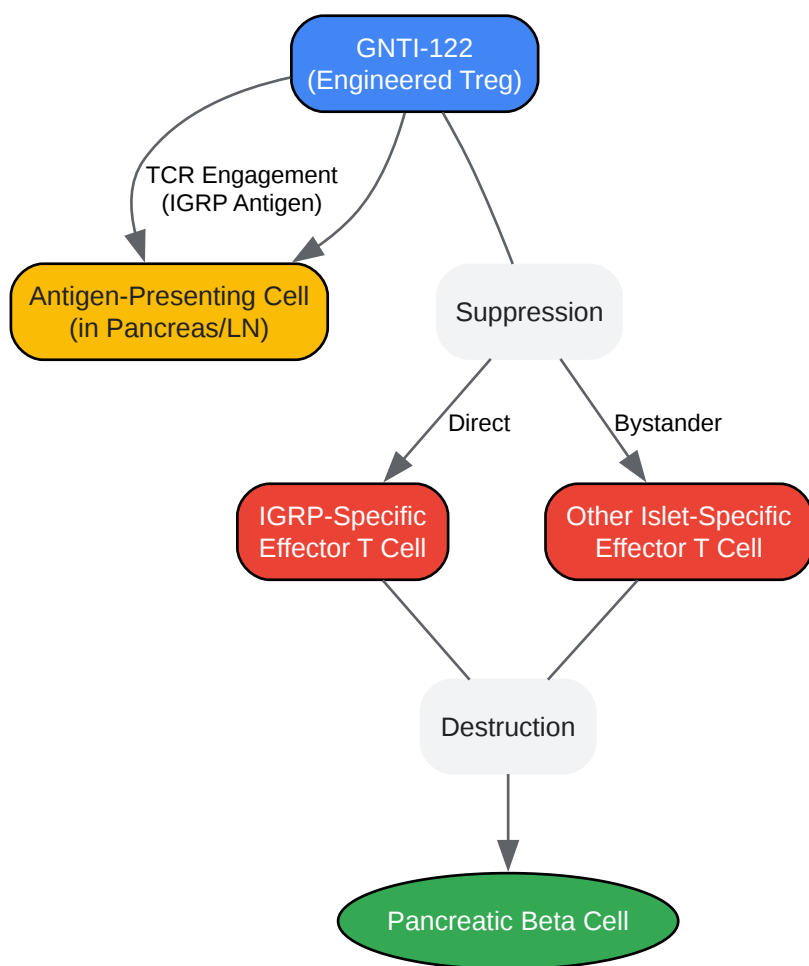 GNTI-122
(Engineered Treg)
TCR Engagement
(IGRP Antigen)
Antigen-Presenting Cell
(in Pancreas/LN)
Suppression
Direct
Bystander
IGRP-Specific
Effector T Cell
Other Islet-Specific
Effector T Cell
Destruction
Pancreatic Beta Cell